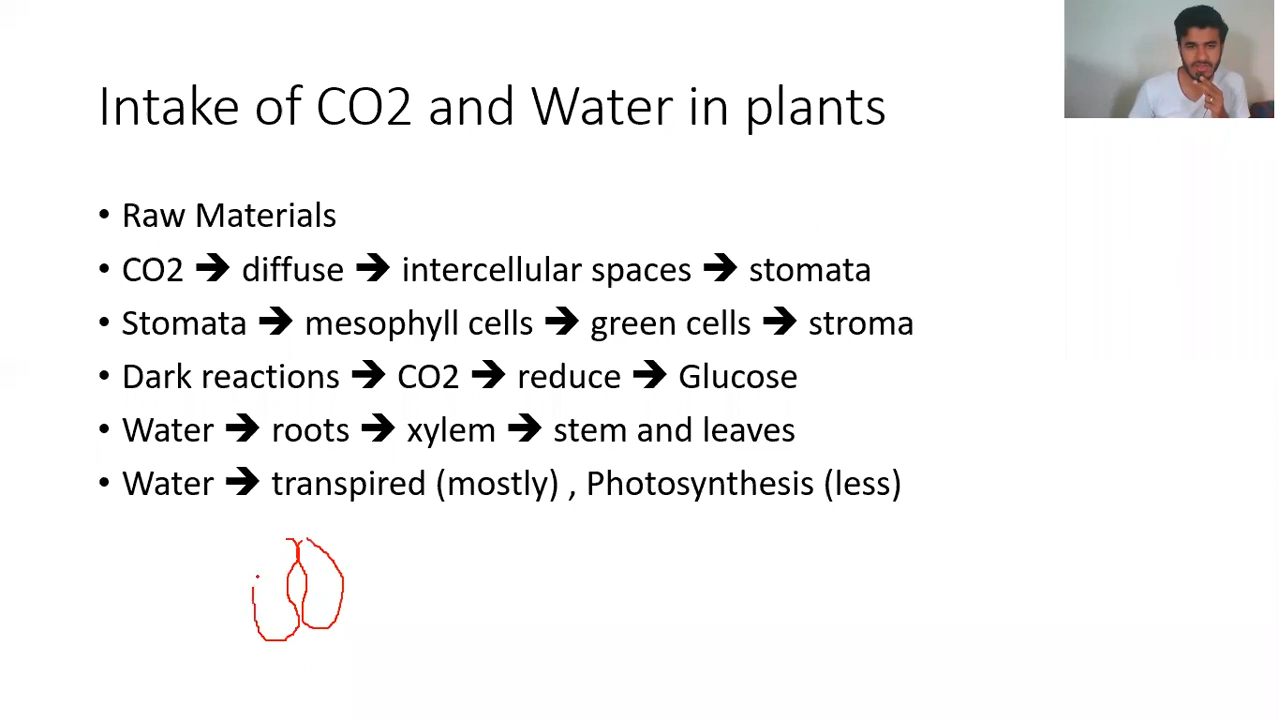 Intake of CO2 and Water in plants
• Raw Materials
• CO2 🡺 diffuse 🡺 intercellular spaces 🡺 stomata
• Stomata 🡺 mesophyll cells 🡺 green cells 🡺 stroma
• Dark reactions 🡺 CO2 🡺 reduce 🡺 Glucose
• Water 🡺 roots 🡺 xylem 🡺 stem and leaves
• Water 🡺 transpired (mostly) , Photosynthesis (less)